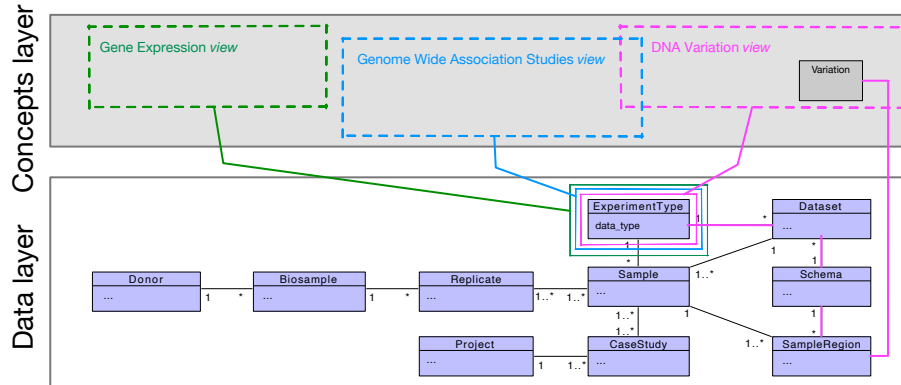 Concepts layer
Gene Expression view
Genome Wide Association Studies view
DNA Variation view
Variation
Data layer
ExperimentType
data_type
1
*
Dataset
...
1
*
1
1..*
*
1
Donor
...
1
*
Biosample
...
1
*
Replicate
...
1..*
1..*
Sample
...
Schema
...
1..*
1..*
1
1..*
1
*
Project
...
1
1..*
CaseStudy
...
SampleRegion
...